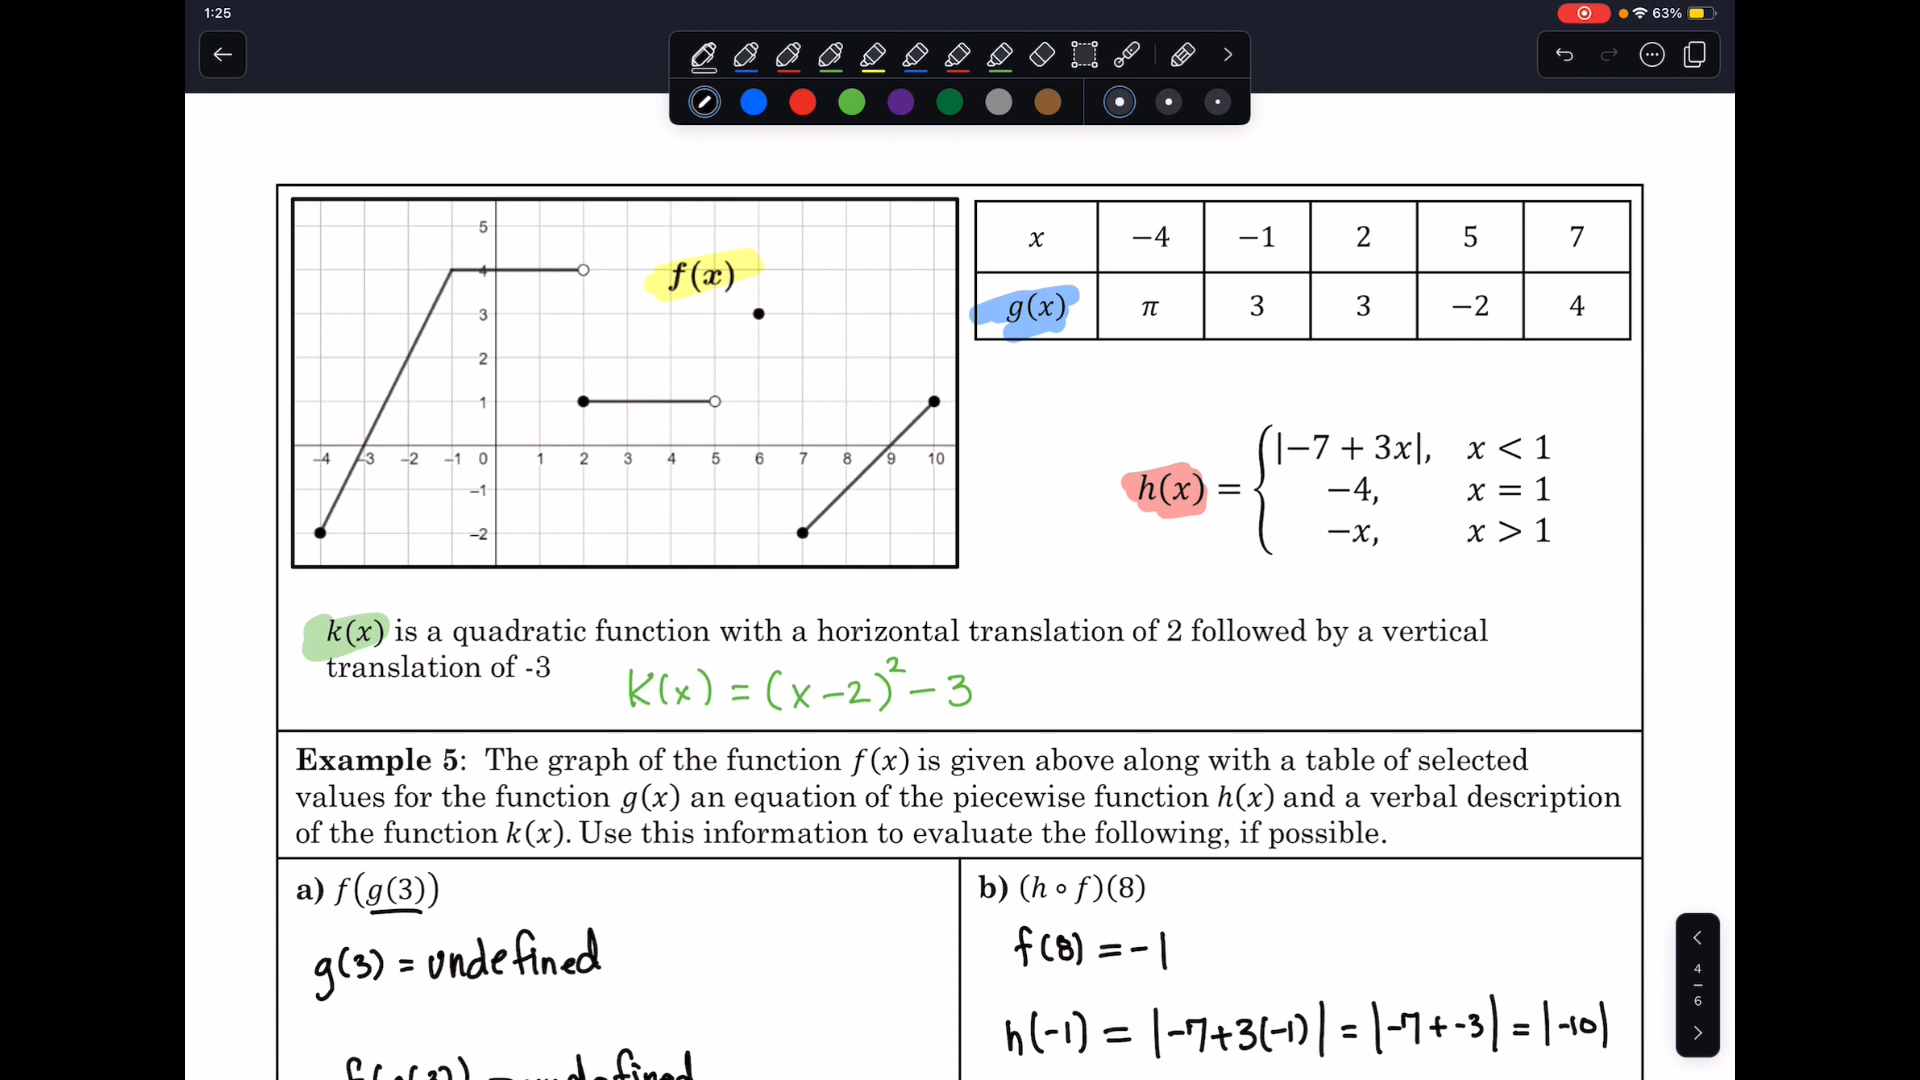 1:25
63%
5
4
3
2
1
0
-1
-2
-4 -3 -2 -1 0 1 2 3 4 5 6 7 8 9 10
f(x)
x −4 −1 2 5 7
g(x) π 3 3 −2 4
h(x) = { |−7 + 3x|, x < 1
−4, x = 1
−x, x > 1
k(x) is a quadratic function with a horizontal translation of 2 followed by a vertical
translation of -3
K(x) = (x-2)² - 3
Example 5: The graph of the function f(x) is given above along with a table of selected
values for the function g(x) an equation of the piecewise function h(x) and a verbal description
of the function k(x). Use this information to evaluate the following, if possible.
a) f(g(3))
g(3) = undefined
f(g(3)) = undefined
b) (h ∘ f)(8)
f(8) = -1
h(-1) = |-7+3(-1)| = |-7+-3| = |-10|
4
6